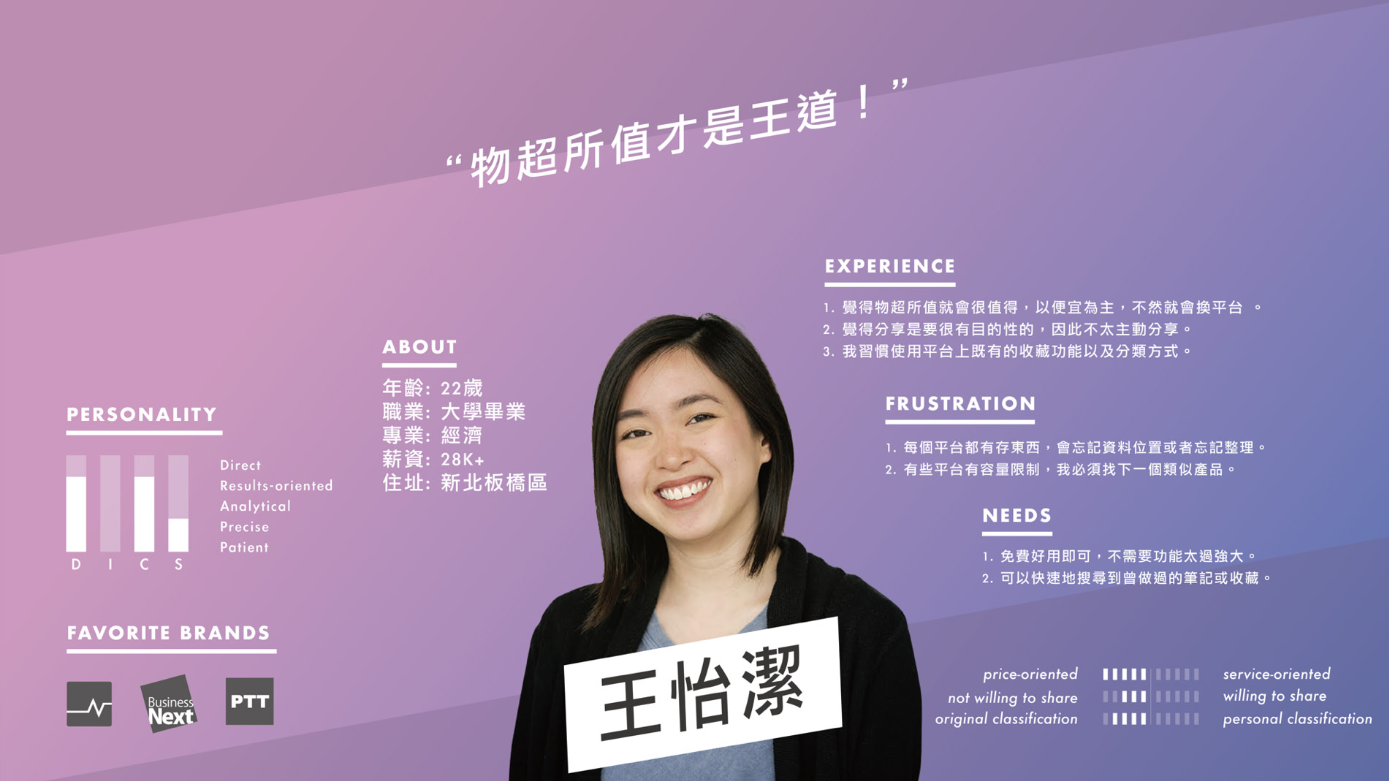 “物超所值才是王道！”
EXPERIENCE
1. 覺得物超所值就會很值得，以便宜為主，不然就會換平台 。
2. 覺得分享是要很有目的性的，因此不太主動分享。
3. 我習慣使用平台上既有的收藏功能以及分類方式。
ABOUT
年齡: 22歲
職業: 大學畢業
專業: 經濟
薪資: 28K+
住址: 新北板橋區
FRUSTRATION
1. 每個平台都有存東西，會忘記資料位置或者忘記整理。
2. 有些平台有容量限制，我必須找下一個類似產品。
PERSONALITY
Direct
Results-oriented
Analytical
Precise
Patient
D I C S
NEEDS
1. 免費好用即可，不需要功能太過強大。
2. 可以快速地搜尋到曾做過的筆記或收藏。
FAVORITE BRANDS
Business
Next
PTT
王怡潔
price-oriented service-oriented
not willing to share willing to share
original classification personal classification